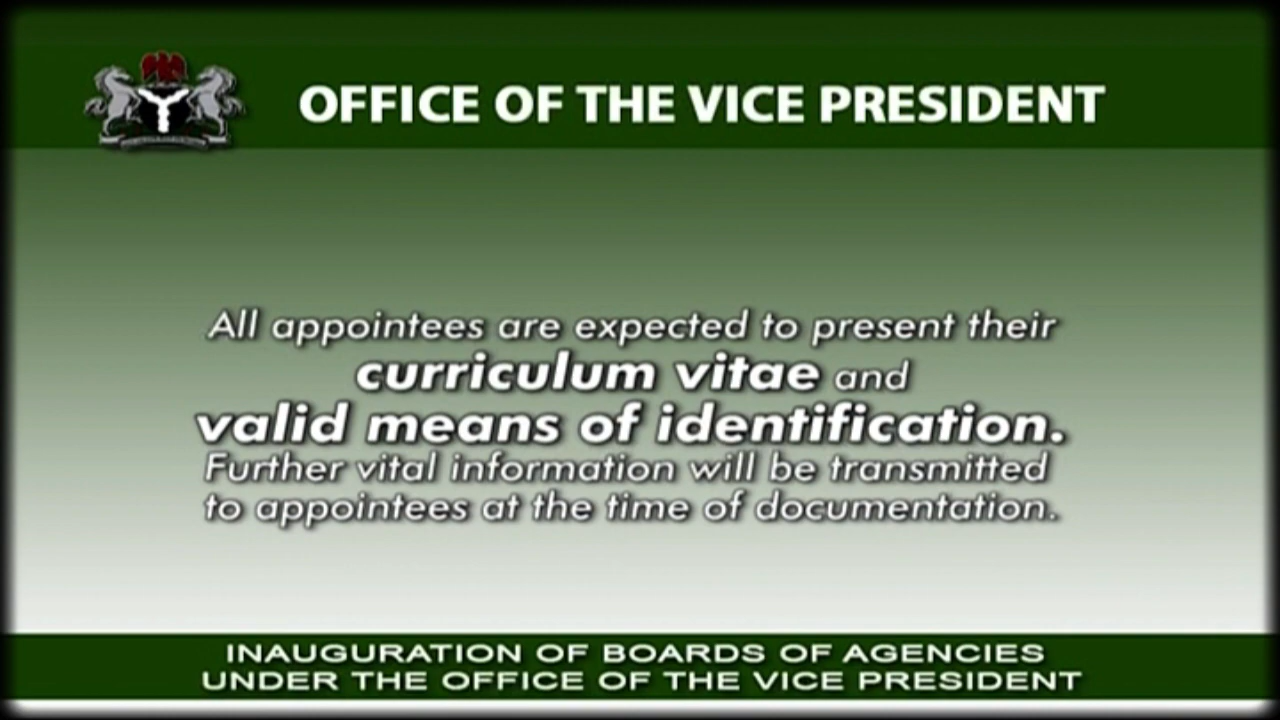 OFFICE OF THE VICE PRESIDENT
All appointees are expected to present their
curriculum vitae and
valid means of identification.
Further vital information will be transmitted
to appointees at the time of documentation.
INAUGURATION OF BOARDS OF AGENCIES
UNDER THE OFFICE OF THE VICE PRESIDENT